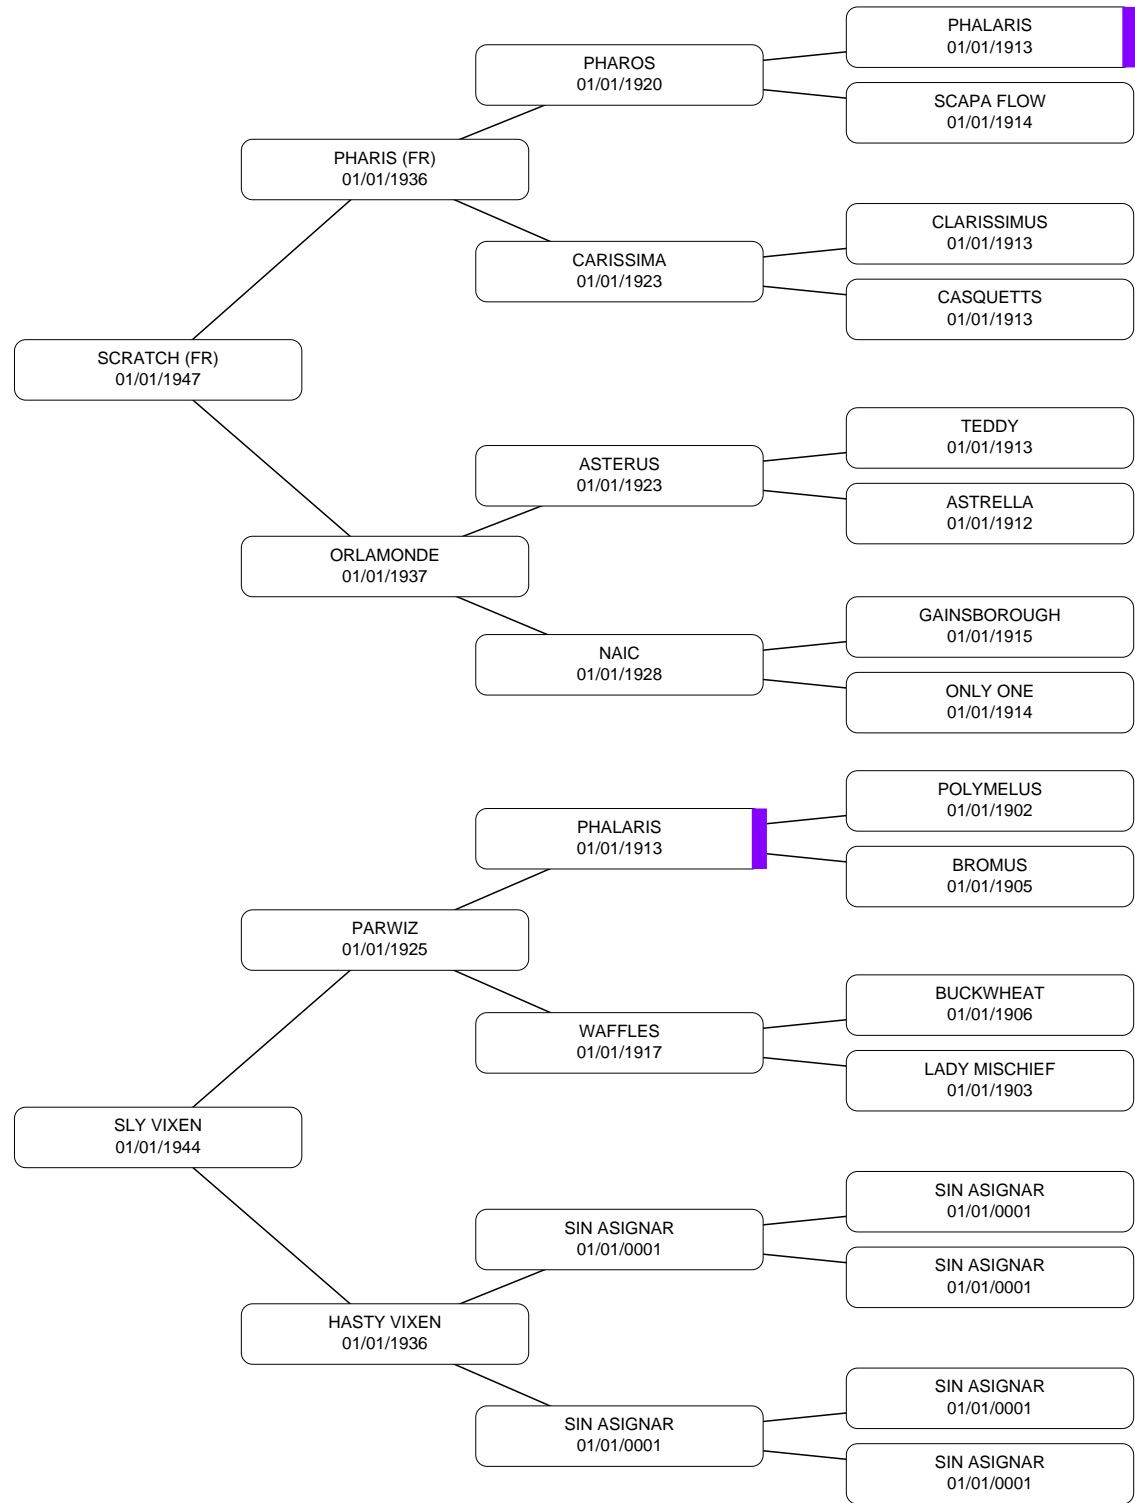 PHALARIS
01/01/1913
PHAROS
01/01/1920
SCAPA FLOW
01/01/1914
PHARIS (FR)
01/01/1936
CLARISSIMUS
01/01/1913
CARISSIMA
01/01/1923
CASQUETTS
01/01/1913
SCRATCH (FR)
01/01/1947
TEDDY
01/01/1913
ASTERUS
01/01/1923
ASTRELLA
01/01/1912
ORLAMONDE
01/01/1937
GAINSBOROUGH
01/01/1915
NAIC
01/01/1928
ONLY ONE
01/01/1914
POLYMELUS
01/01/1902
PHALARIS
01/01/1913
BROMUS
01/01/1905
PARWIZ
01/01/1925
BUCKWHEAT
01/01/1906
WAFFLES
01/01/1917
LADY MISCHIEF
01/01/1903
SLY VIXEN
01/01/1944
SIN ASIGNAR
01/01/0001
SIN ASIGNAR
01/01/0001
SIN ASIGNAR
01/01/0001
HASTY VIXEN
01/01/1936
SIN ASIGNAR
01/01/0001
SIN ASIGNAR
01/01/0001
SIN ASIGNAR
01/01/0001